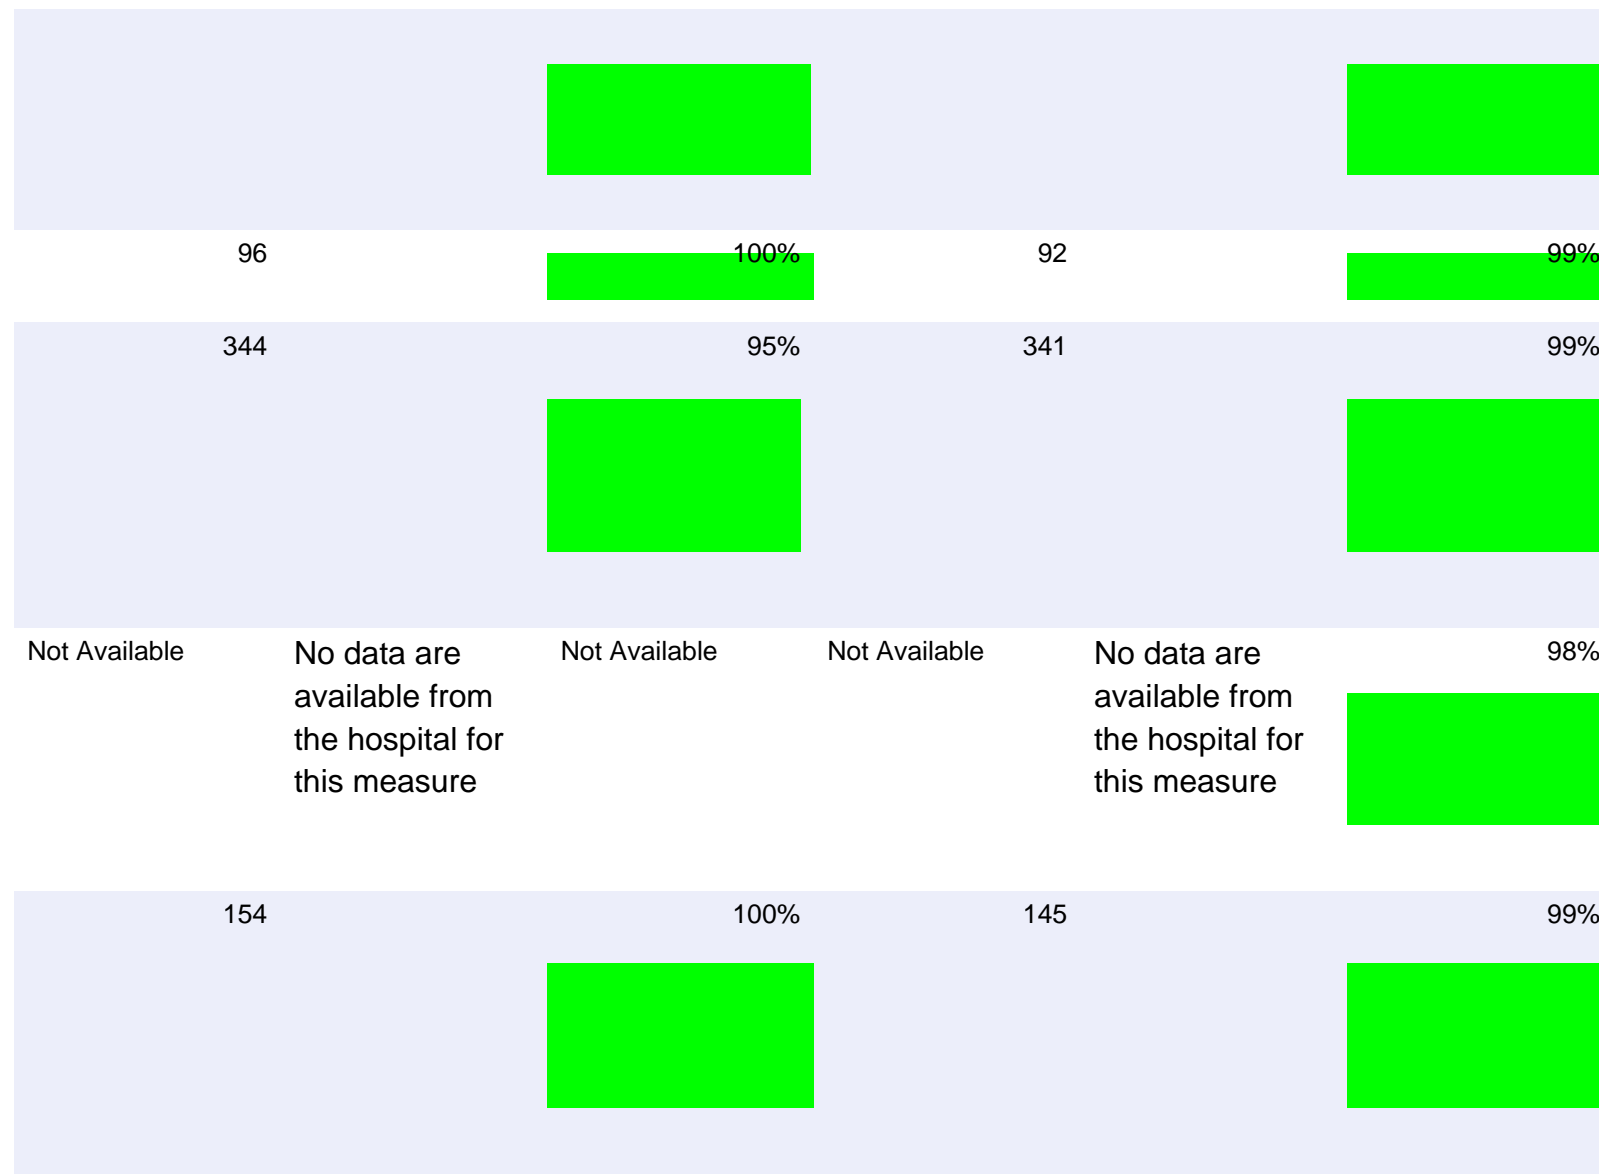 96 100% 92 99%
344 95% 341 99%
Not Available No data are Not Available Not Available No data are 98%
available from available from
the hospital for the hospital for
this measure this measure
154 100% 145 99%